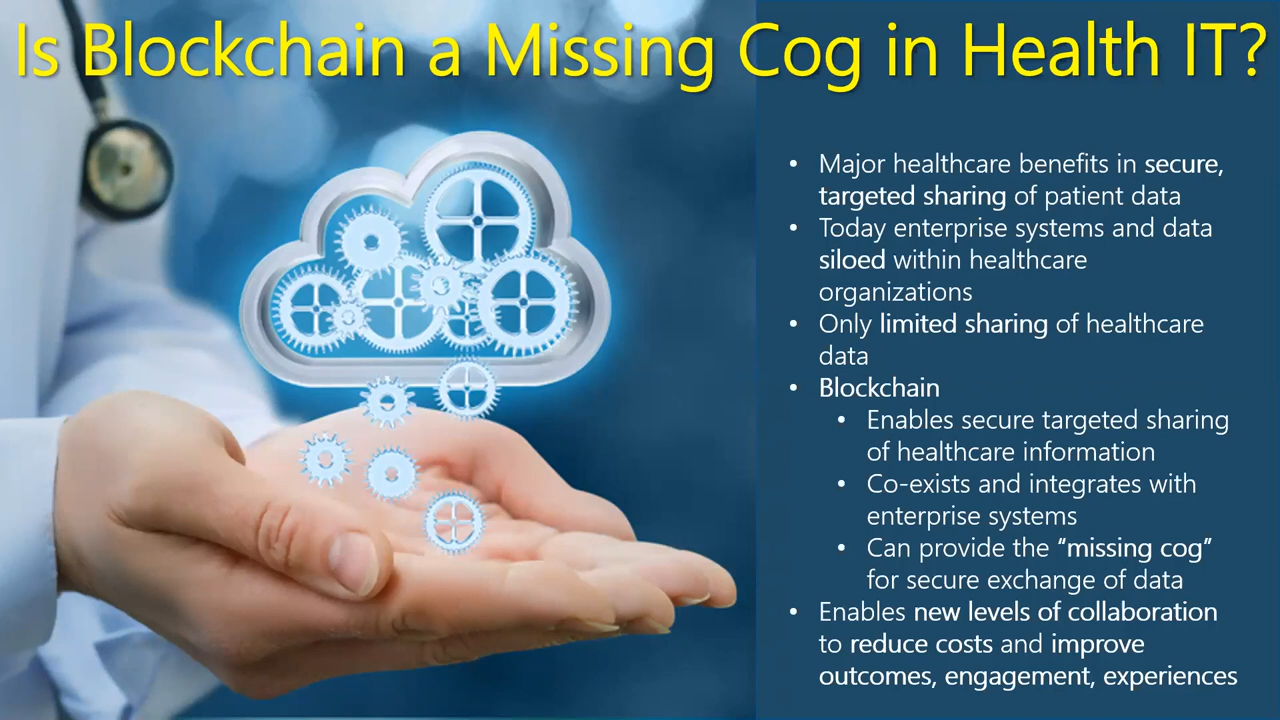 Is Blockchain a Missing Cog in Health IT?
• Major healthcare benefits in secure,
targeted sharing of patient data
• Today enterprise systems and data
siloed within healthcare
organizations
• Only limited sharing of healthcare
data
• Blockchain
• Enables secure targeted sharing
of healthcare information
• Co-exists and integrates with
enterprise systems
• Can provide the “missing cog”
for secure exchange of data
• Enables new levels of collaboration
to reduce costs and improve
outcomes, engagement, experiences